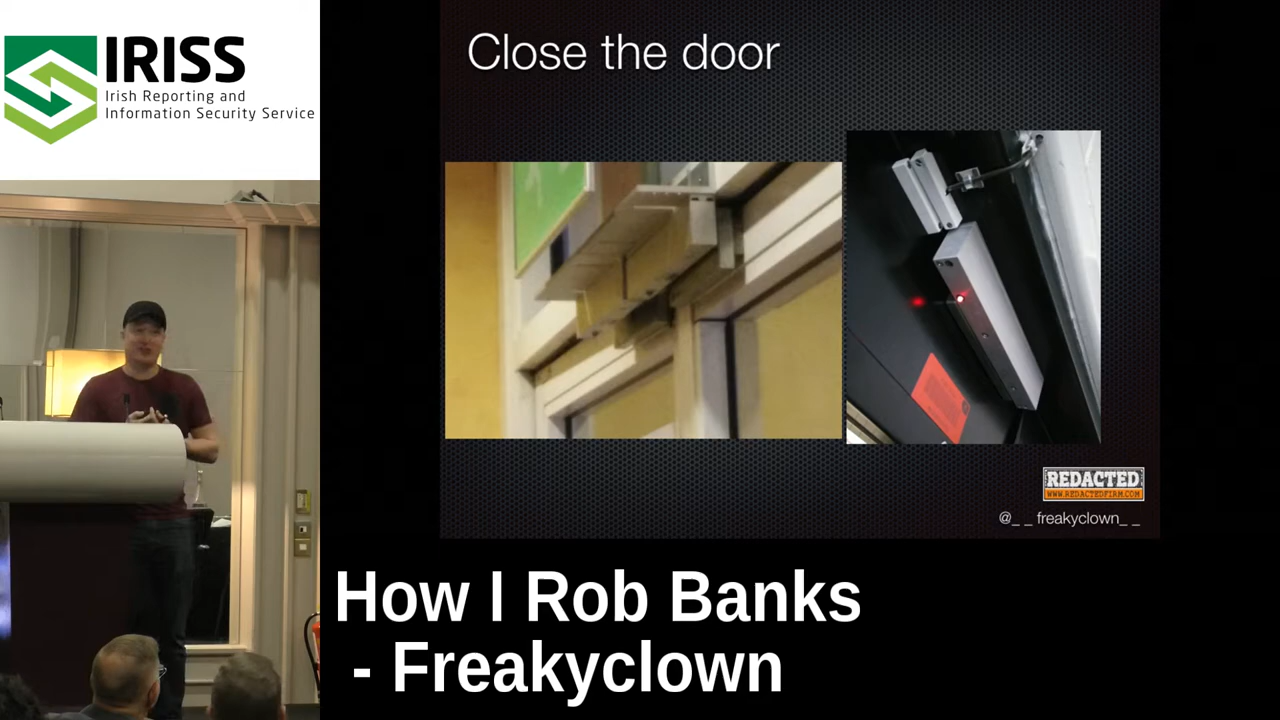 IRISS
Irish Reporting and
Information Security Service
Close the door
REDACTED
WWW.REDACTEDFIRM.COM
@_ _ freakyclown_ _
How I Rob Banks
- Freakyclown